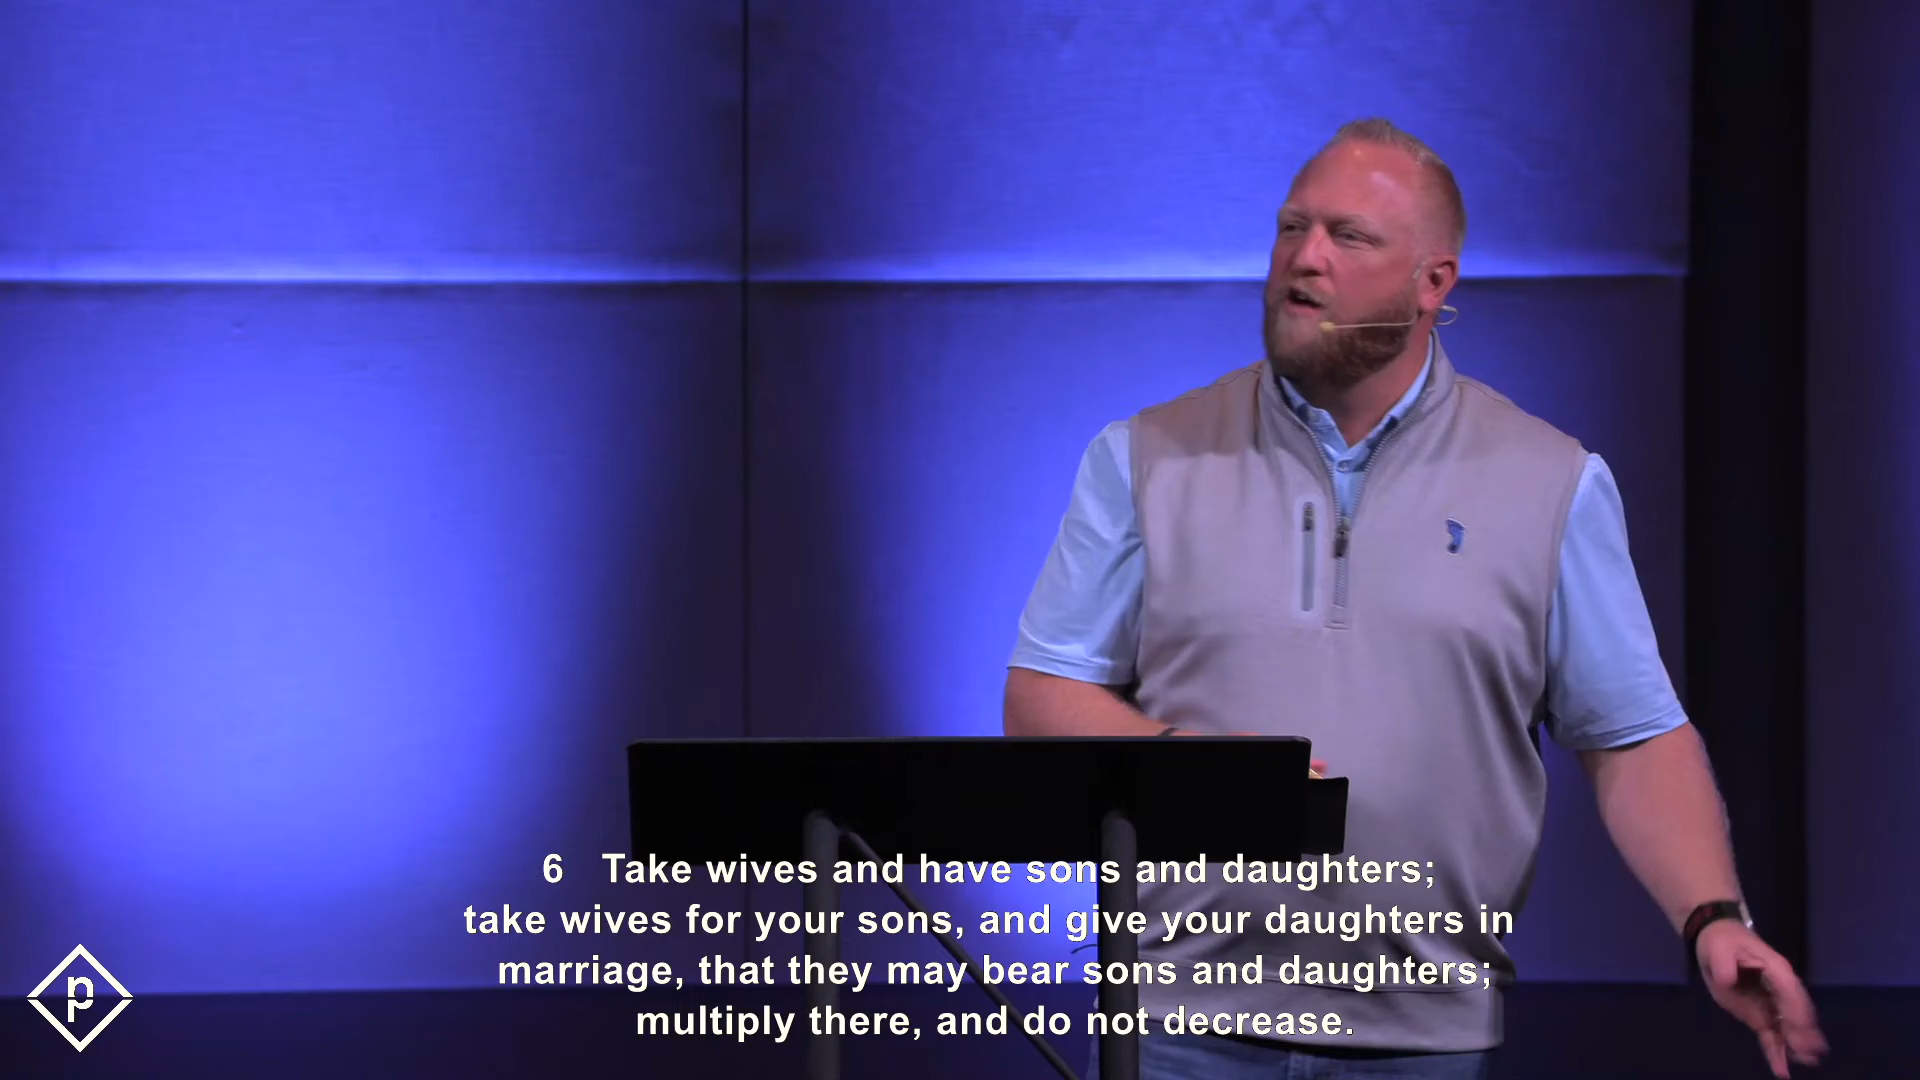 6 Take wives and have sons and daughters;
take wives for your sons, and give your daughters in
marriage, that they may bear sons and daughters;
multiply there, and do not decrease.
p